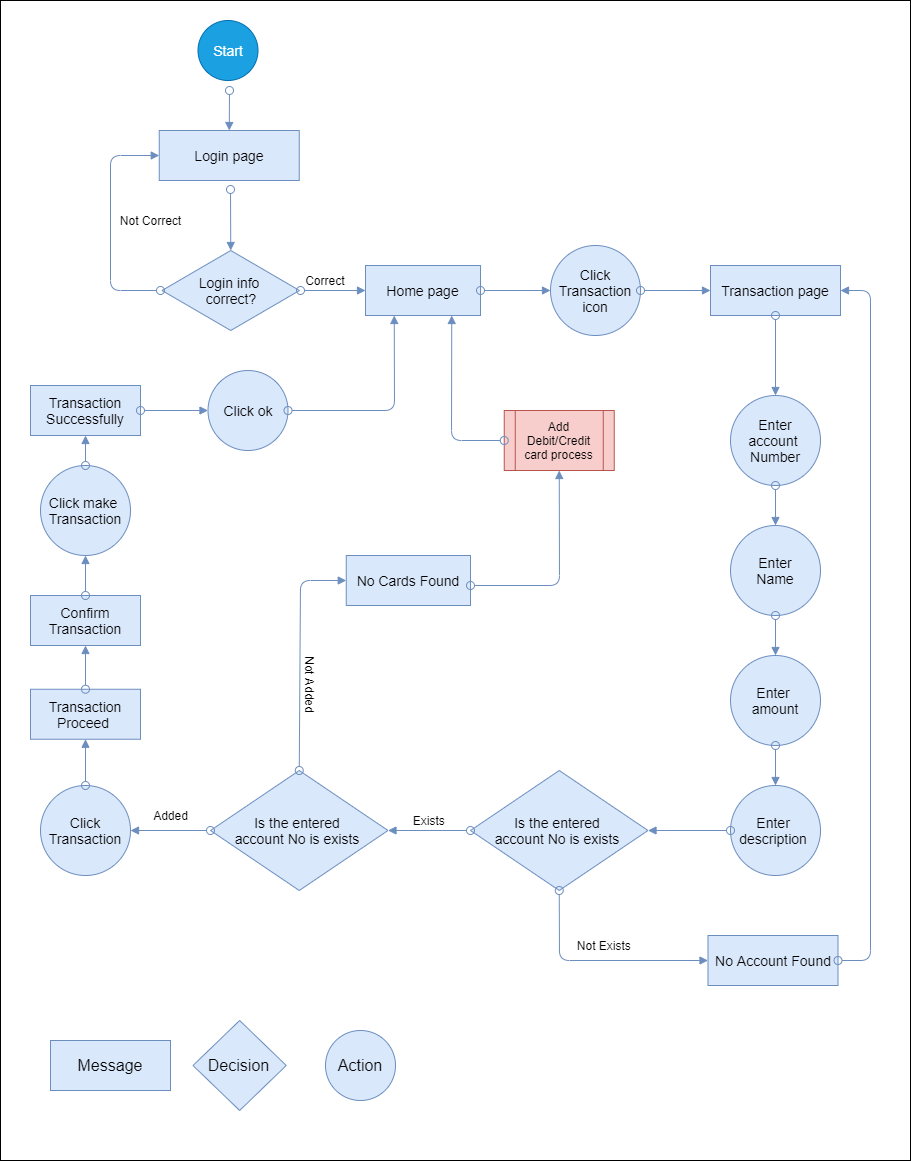 Start
Login page
Not Correct
Login info
correct?
Correct
Home page
Click
Transaction
icon
Transaction page
Transaction
Successfully
Click ok
Add
Debit/Credit
card process
Enter
account
Number
Click make
Transaction
No Cards Found
Enter
Name
Confirm
Transaction
Not Added
Enter
amount
Transaction
Proceed
Click
Transaction
Added
Is the entered
account No is exists
Exists
Is the entered
account No is exists
Enter
description
Not Exists
No Account Found
Message
Decision
Action